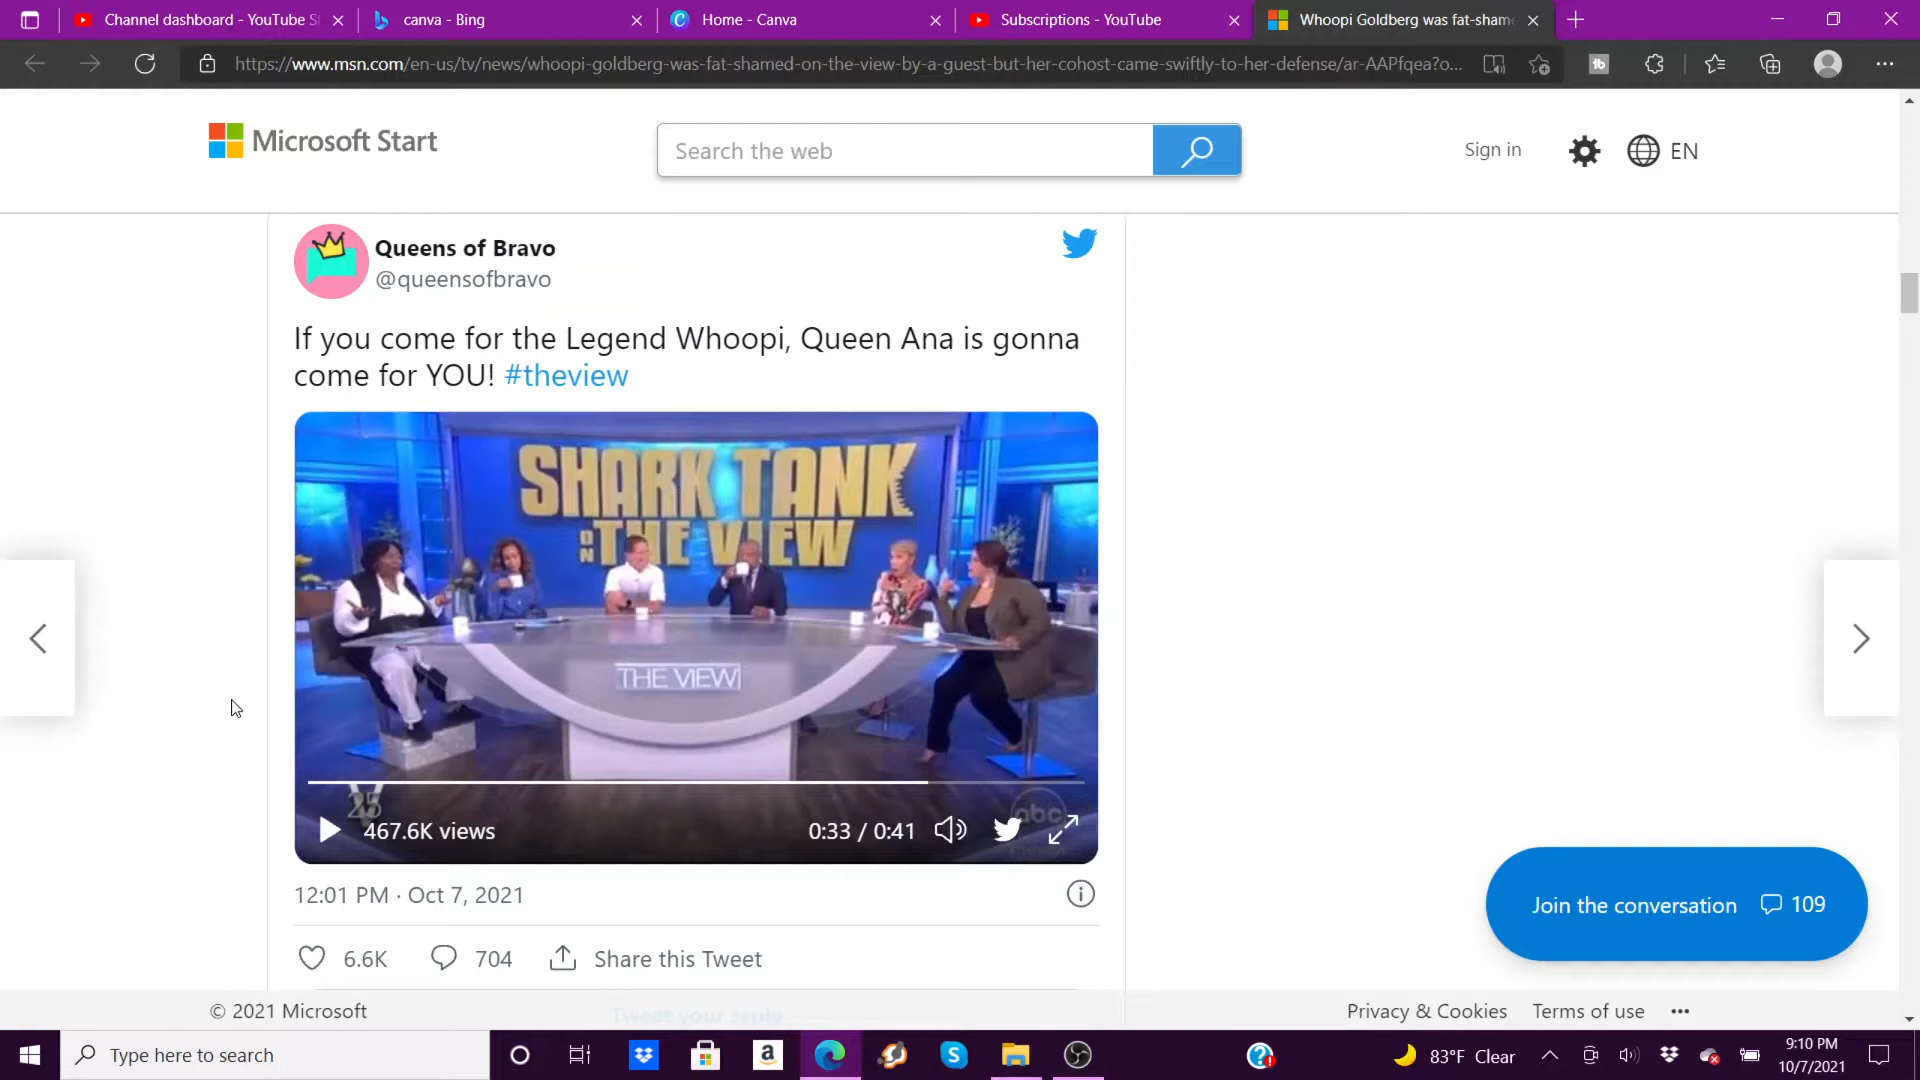 Channel dashboard - YouTube S
canva - Bing
Home - Canva
Subscriptions - YouTube
Whoopi Goldberg was fat-sham
https://www.msn.com/en-us/tv/news/whoopi-goldberg-was-fat-shamed-on-the-view-by-a-guest-but-her-cohost-came-swiftly-to-her-defense/ar-AAPfqea?o...
Microsoft Start
Search the web
Sign in
EN
Queens of Bravo
@queensofbravo
If you come for the Legend Whoopi, Queen Ana is gonna
come for YOU! #theview
SHARK TANK
ON THE VIEW
THE VIEW
25
abc
467.6K views
0:33 / 0:41
12:01 PM · Oct 7, 2021
6.6K
704
Share this Tweet
Tweet your reply
Join the conversation 109
© 2021 Microsoft
Privacy & Cookies
Terms of use
Type here to search
83°F Clear
9:10 PM
10/7/2021